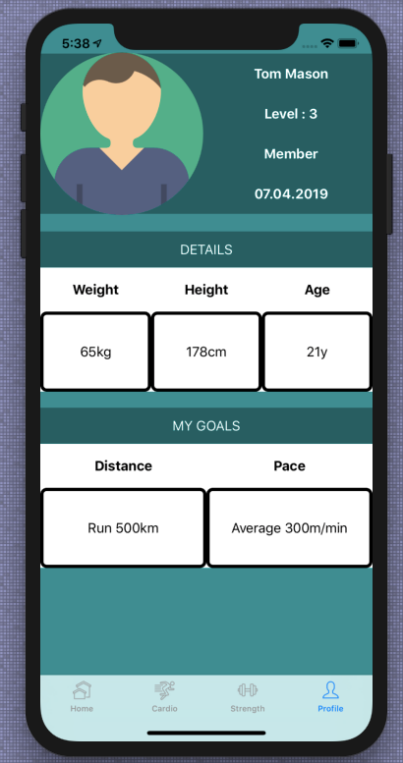 5:38
Tom Mason
Level : 3
Member
07.04.2019
DETAILS
Weight Height Age
65kg 178cm 21y
MY GOALS
Distance Pace
Run 500km Average 300m/min
Home Cardio Strength Profile